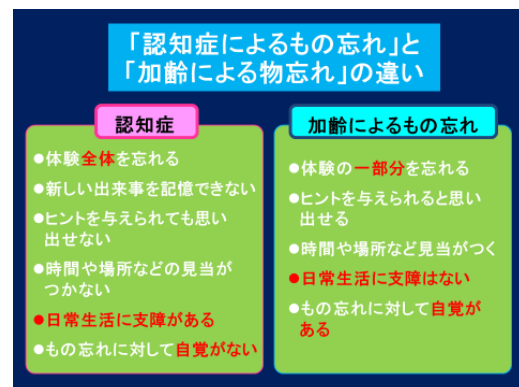 「認知症によるもの忘れ」と
「加齢による物忘れ」の違い
認知症
●体験全体を忘れる
●新しい出来事を記憶できない
●ヒントを与えられても思い
出せない
●時間や場所などの見当が
つかない
●日常生活に支障がある
●もの忘れに対して自覚がない
加齢によるもの忘れ
●体験の一部分を忘れる
●ヒントを与えられると思い
出せる
●時間や場所など見当がつく
●日常生活に支障はない
●もの忘れに対して自覚が
ある